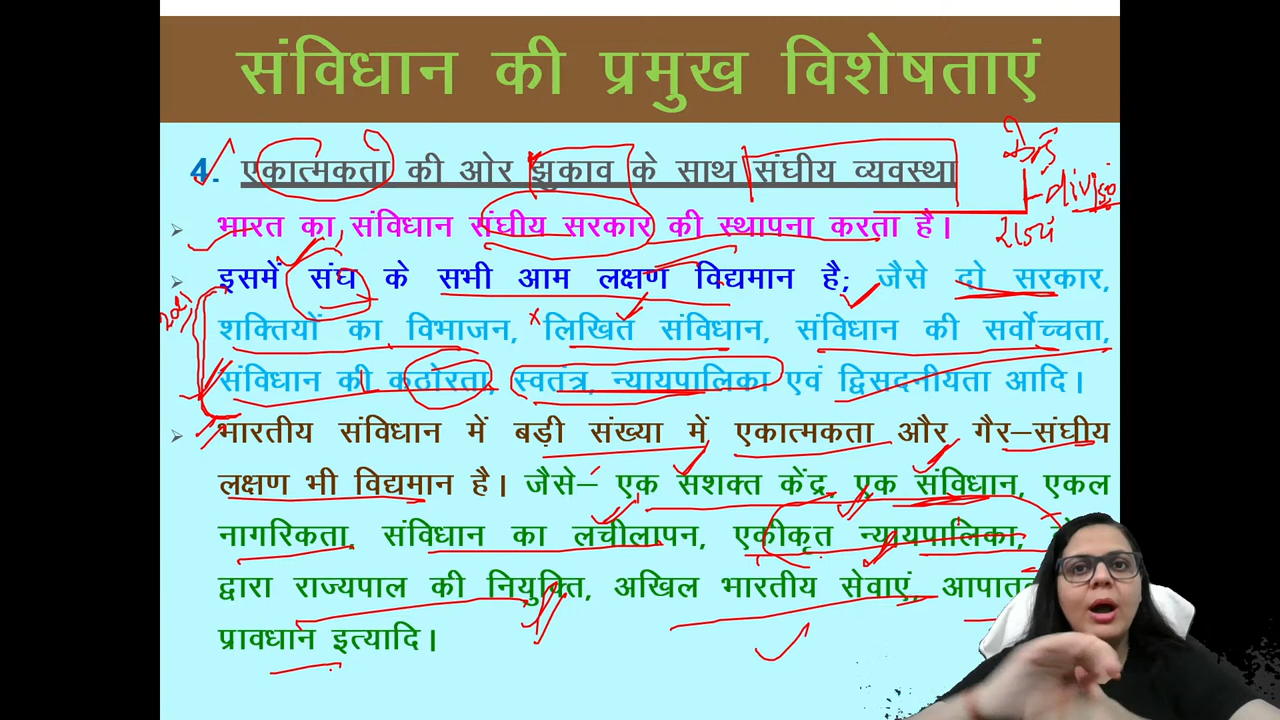 संविधान की प्रमुख विशेषताएं
4. एकात्मकता की ओर झुकाव के साथ संघीय व्यवस्था
भारत का संविधान संघीय सरकार की स्थापना करता है।
इसमें संघ के सभी आम लक्षण विद्यमान है; जैसे दो सरकार,
शक्तियों का विभाजन, लिखित संविधान, संविधान की सर्वोच्चता,
संविधान की कठोरता, स्वतंत्र, न्यायपालिका एवं द्विसदनीयता आदि।
भारतीय संविधान में बड़ी संख्या में एकात्मकता और गैर–संघीय
लक्षण भी विद्यमान है। जैसे– एक सशक्त केंद्र, एक संविधान, एकल
नागरिकता, संविधान का लचीलापन, एकीकृत न्यायपालिका,
द्वारा राज्यपाल की नियुक्ति, अखिल भारतीय सेवाएं,
प्रावधान इत्यादि।
राज्य